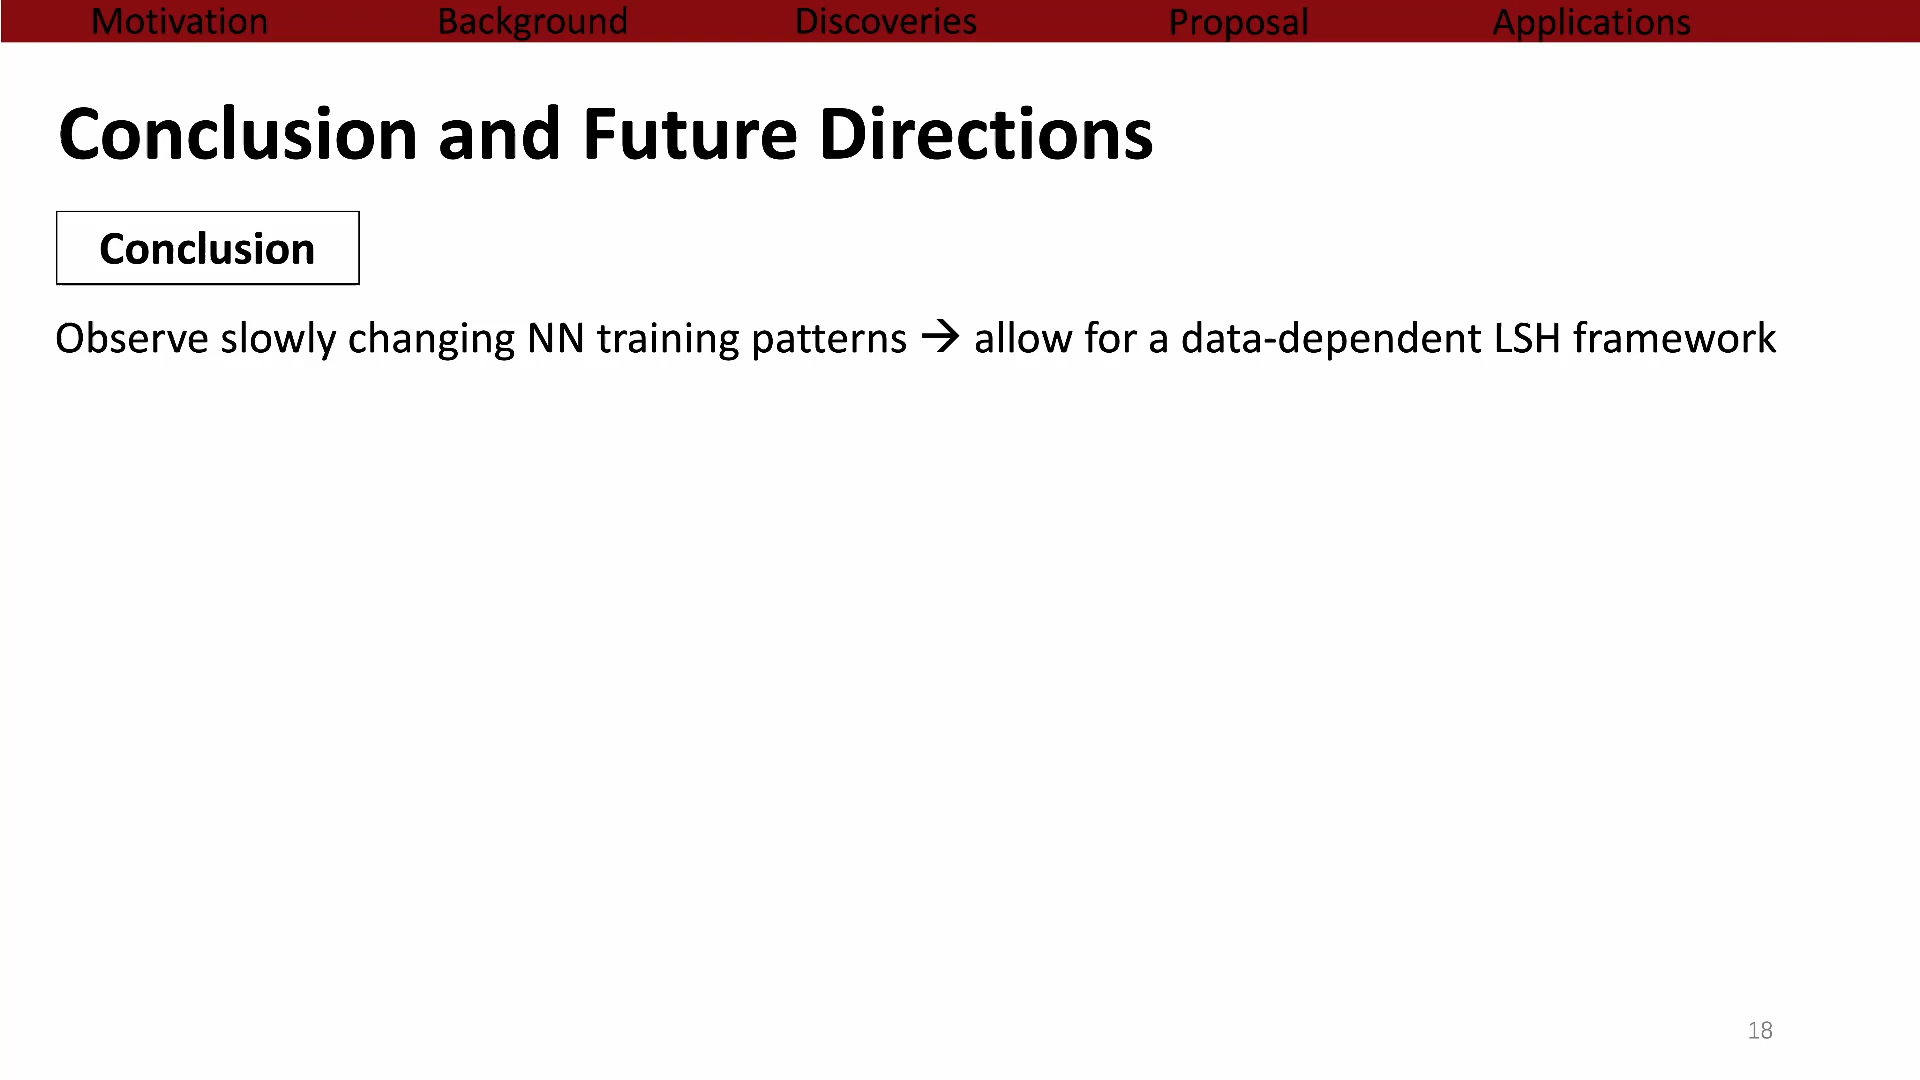 Motivation Background Discoveries Proposal Applications
Conclusion and Future Directions
Conclusion
Observe slowly changing NN training patterns → allow for a data-dependent LSH framework
18